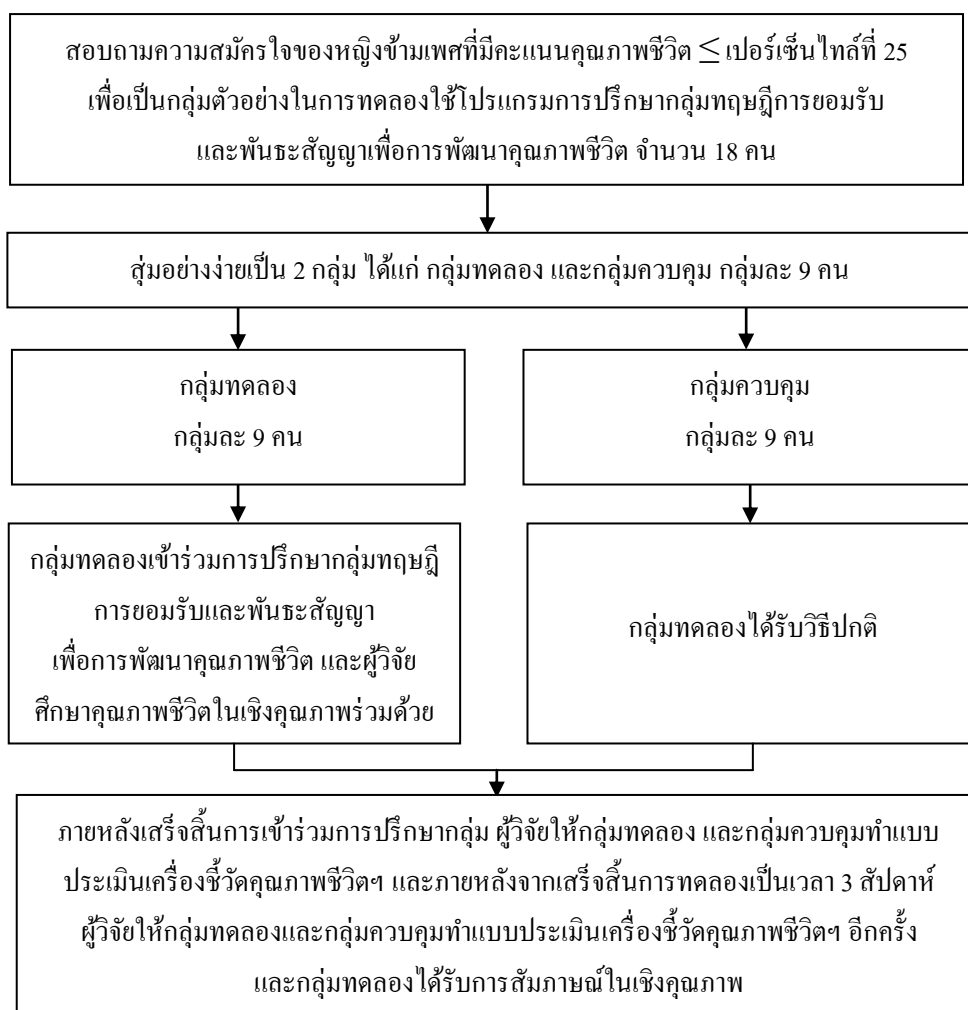 สอบถามความสมัครใจของหญิงข้ามเพศที่มีคะแนนคุณภาพชีวิต ≤ เปอร์เซ็นไทล์ที่ 25
เพื่อเป็นกลุ่มตัวอย่างในการทดลองใช้โปรแกรมการปรึกษากลุ่มทฤษฎีการยอมรับ
และพันธะสัญญาเพื่อการพัฒนาคุณภาพชีวิต จำนวน 18 คน
สุ่มอย่างง่ายเป็น 2 กลุ่ม ได้แก่ กลุ่มทดลอง และกลุ่มควบคุม กลุ่มละ 9 คน
กลุ่มทดลอง
กลุ่มละ 9 คน
กลุ่มควบคุม
กลุ่มละ 9 คน
กลุ่มทดลองเข้าร่วมการปรึกษากลุ่มทฤษฎี
การยอมรับและพันธะสัญญา
เพื่อการพัฒนาคุณภาพชีวิต และผู้วิจัย
ศึกษาคุณภาพชีวิตในเชิงคุณภาพร่วมด้วย
กลุ่มทดลองได้รับวิธีปกติ
ภายหลังเสร็จสิ้นการเข้าร่วมการปรึกษากลุ่ม ผู้วิจัยให้กลุ่มทดลอง และกลุ่มควบคุมทำแบบ
ประเมินเครื่องชี้วัดคุณภาพชีวิตฯ และภายหลังจากเสร็จสิ้นการทดลองเป็นเวลา 3 สัปดาห์
ผู้วิจัยให้กลุ่มทดลองและกลุ่มควบคุมทำแบบประเมินเครื่องชี้วัดคุณภาพชีวิตฯ อีกครั้ง
และกลุ่มทดลองได้รับการสัมภาษณ์ในเชิงคุณภาพ